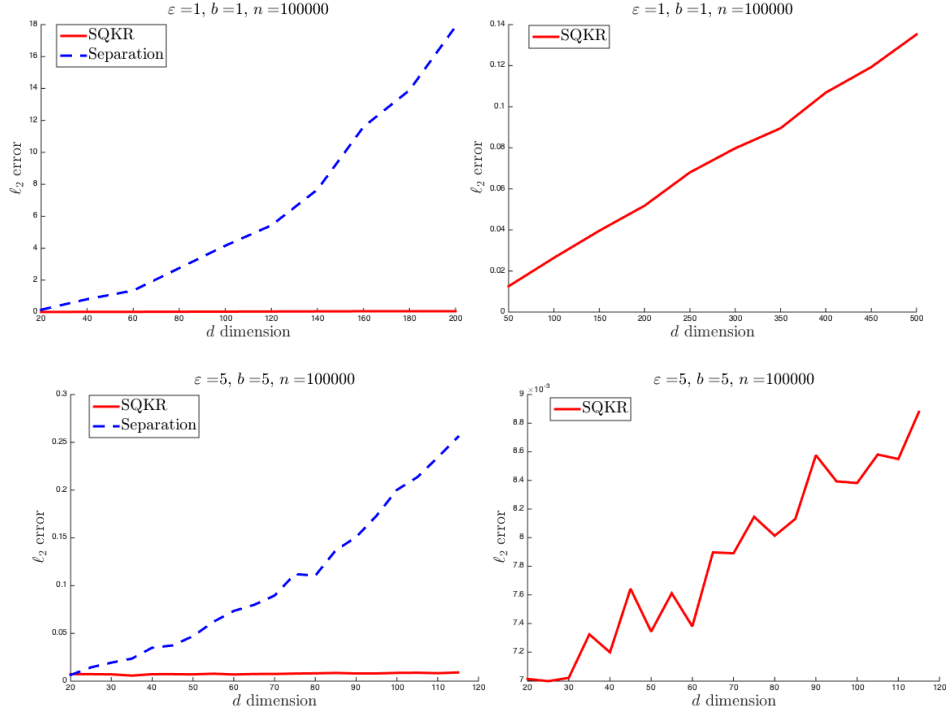 ε =1, b =1, n =100000
18
16
14
12
10
8
6
4
2
0
SQKR
Separation
ℓ₂ error
20 40 60 80 100 120 140 160 180 200
d dimension
ε =1, b =1, n =100000
0.14
0.12
0.1
0.08
0.06
0.04
0.02
0
SQKR
ℓ₂ error
50 100 150 200 250 300 350 400 450 500
d dimension
ε =5, b =5, n =100000
0.3
0.25
0.2
0.15
0.1
0.05
0
SQKR
Separation
ℓ₂ error
20 30 40 50 60 70 80 90 100 110 120
d dimension
ε =5, b =5, n =100000
×10⁻³
9
8.8
8.6
8.4
8.2
8
7.8
7.6
7.4
7.2
7
SQKR
ℓ₂ error
20 30 40 50 60 70 80 90 100 110 120
d dimension